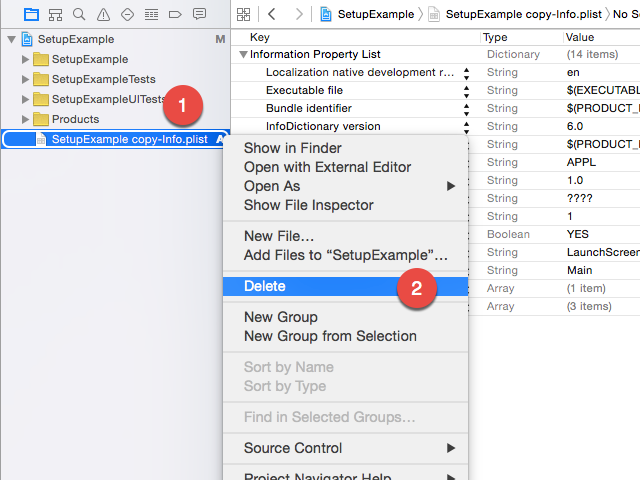 SetupExample copy-Info.plist No S
SetupExample
SetupExample M
SetupExample
SetupExampleTests
SetupExampleUITests
Products
SetupExample copy-Info.plist A
1
Key Type Value
Information Property List Dictionary (14 items)
Localization native development r... String en
Executable file String $(EXECUTABL
Bundle identifier String $(PRODUCT_
InfoDictionary version String 6.0
String $(PRODUCT_
String APPL
String 1.0
String ????
String 1
Boolean YES
String LaunchScreen
String Main
Array (1 item)
Array (3 items)
Show in Finder
Open with External Editor
Open As
Show File Inspector
New File...
Add Files to “SetupExample”...
Delete
2
New Group
New Group from Selection
Sort by Name
Sort by Type
Find in Selected Groups...
Source Control
Project Navigator Help